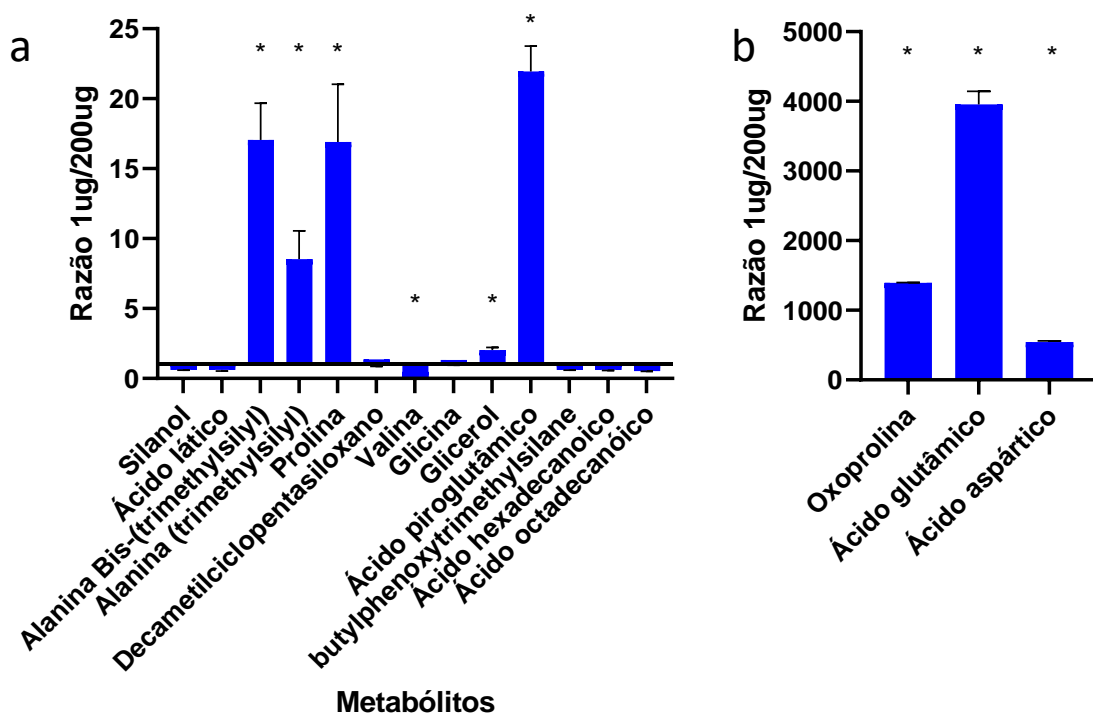 a
Razão 1ug/200ug
25
20
15
10
5
0
*
*
*
*
*
*
Silanol
Ácido lático
Alanina Bis-(trimethylsilyl)
Alanina (trimethylsilyl)
Prolina
Decametilciclopentasiloxano
Valina
Glicina
Glicerol
Ácido piroglutâmico
butylphenoxytrimethylsilane
Ácido hexadecanoico
Ácido octadecanóico
Metabólitos
b
Razão 1ug/200ug
5000
4000
3000
2000
1000
0
*
*
*
Oxoprolina
Ácido glutâmico
Ácido aspártico